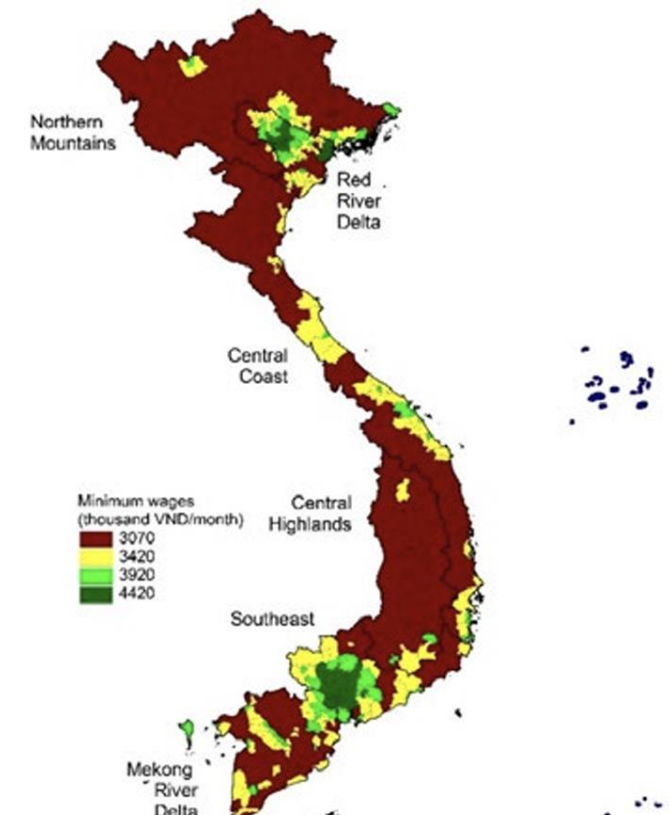 Northern
Mountains
Red
River
Delta
Central
Coast
Minimum wages
(thousand VND/month)
3070
3420
3920
4420
Central
Highlands
Southeast
Mekong
River
Delta